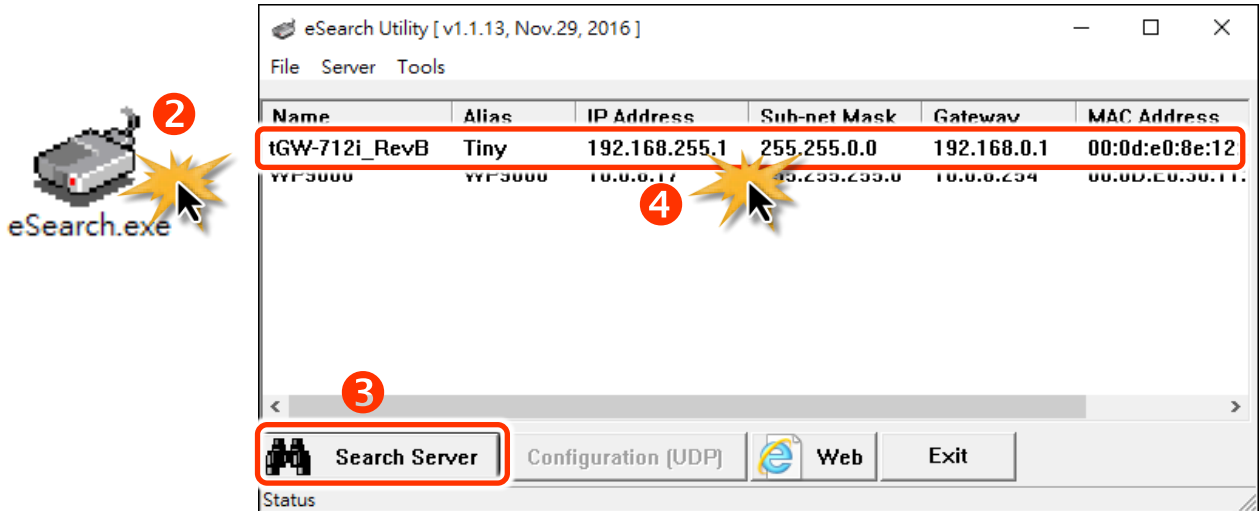 2
eSearch.exe
eSearch Utility [ v1.1.13, Nov.29, 2016 ]
File Server Tools
Name Alias IP Address Sub-net Mask Gateway MAC Address
tGW-712i_RevB Tiny 192.168.255.1 255.255.0.0 192.168.0.1 00:0d:e0:8e:12
4
3
Search Server Configuration (UDP) Web Exit
Status